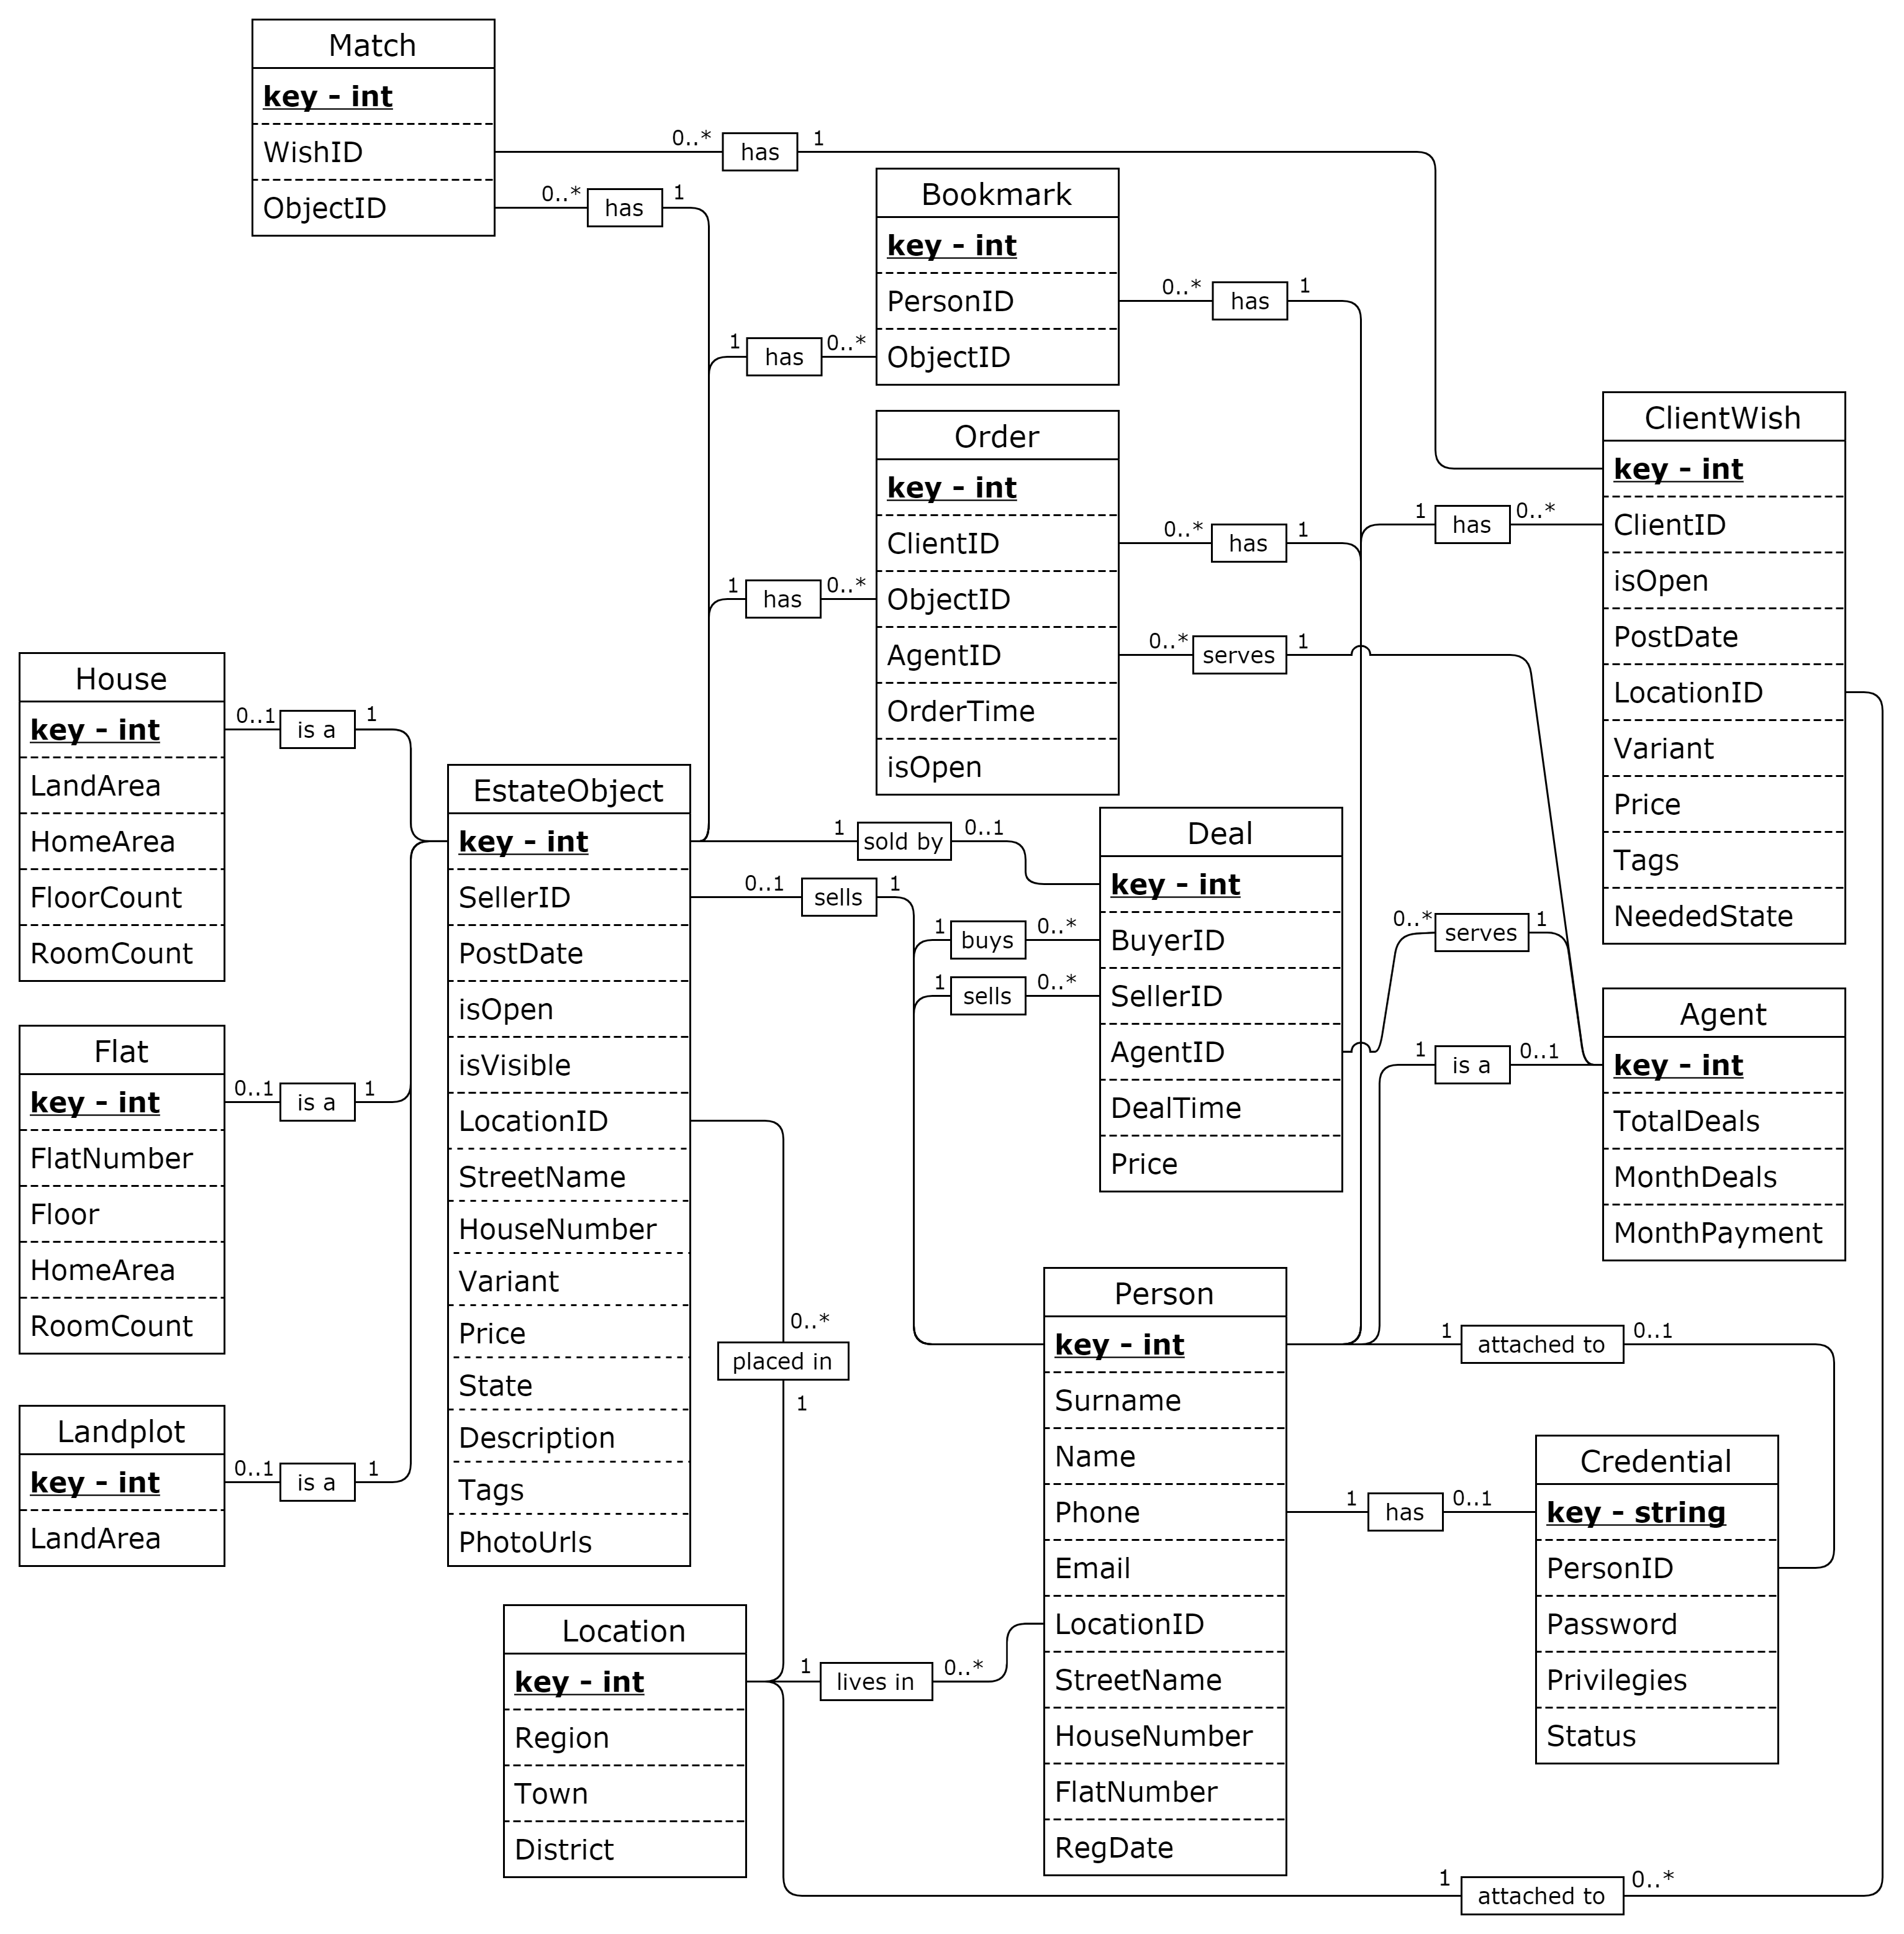 Match
key - int
WishID
ObjectID
0..* has 1
0..* has 1
Bookmark
key - int
PersonID
ObjectID
0..* has 1
1 has 0..*
Order
key - int
ClientID
ObjectID
AgentID
OrderTime
isOpen
0..* has 1
1 has 0..*
0..* serves 1
ClientWish
key - int
ClientID
isOpen
PostDate
LocationID
Variant
Price
Tags
NeededState
1 has 0..*
House
key - int
LandArea
HomeArea
FloorCount
RoomCount
0..1 is a 1
Flat
key - int
FlatNumber
Floor
HomeArea
RoomCount
0..1 is a 1
Landplot
key - int
LandArea
0..1 is a 1
EstateObject
key - int
SellerID
PostDate
isOpen
isVisible
LocationID
StreetName
HouseNumber
Variant
Price
State
Description
Tags
PhotoUrls
1 sold by 0..1
0..1 sells 1
1 buys 0..*
1 sells 0..*
Deal
key - int
BuyerID
SellerID
AgentID
DealTime
Price
0..* serves 1
1 is a 0..1
Agent
key - int
TotalDeals
MonthDeals
MonthPayment
0..*
placed in
1
Person
key - int
Surname
Name
Phone
Email
LocationID
StreetName
HouseNumber
FlatNumber
RegDate
1 attached to 0..1
1 has 0..1
Credential
key - string
PersonID
Password
Privilegies
Status
Location
key - int
Region
Town
District
1 lives in 0..*
1 attached to 0..*